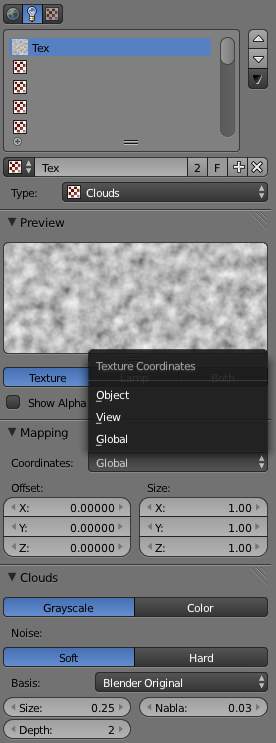 Tex
Tex 2 F
Type: Clouds
Preview
Texture Lamp Both
Show Alpha
Texture Coordinates
Object
View
Global
Mapping
Coordinates: Global
Offset: Size:
X: 0.00000 X: 1.00
Y: 0.00000 Y: 1.00
Z: 0.00000 Z: 1.00
Clouds
Grayscale Color
Noise:
Soft Hard
Basis: Blender Original
Size: 0.25 Nabla: 0.03
Depth: 2